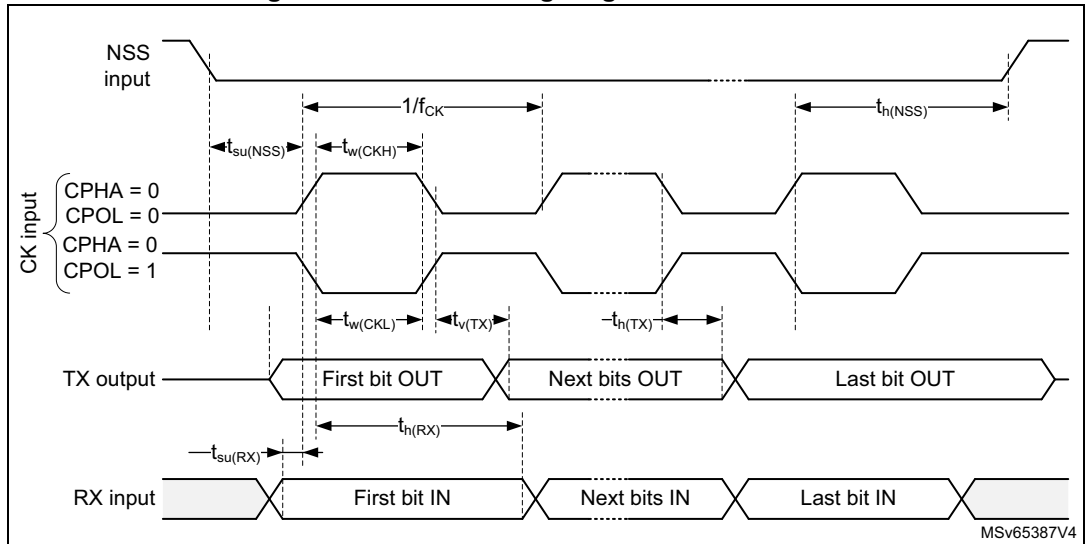 NSS
input
1/fCK
th(NSS)
tsu(NSS)
tw(CKH)
CK input
CPHA = 0
CPOL = 0
CPHA = 0
CPOL = 1
tw(CKL)
tv(TX)
th(TX)
TX output
First bit OUT
Next bits OUT
Last bit OUT
th(RX)
tsu(RX)
RX input
First bit IN
Next bits IN
Last bit IN
MSv65387V4